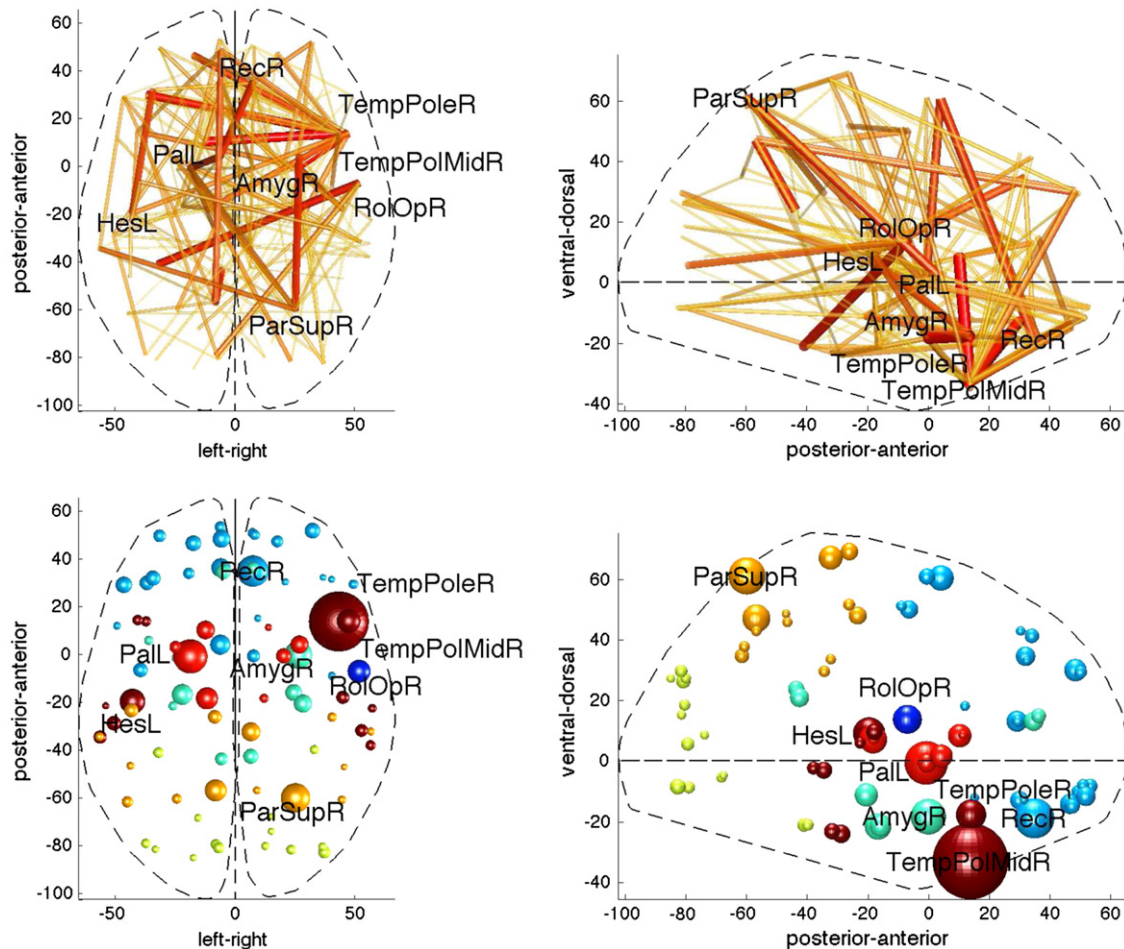 60
40
20
0
-20
-40
-60
-80
-100
posterior-anterior
RecR
TempPoleR
PalL
TempPolMidR
AmygR
RolOpR
HesL
ParSupR
-50
0
50
left-right
60
40
20
0
-20
-40
ventral-dorsal
ParSupR
RolOpR
HesL
PalL
AmygR
RecR
TempPoleR
TempPolMidR
-100
-80
-60
-40
-20
0
20
40
60
posterior-anterior
60
40
20
0
-20
-40
-60
-80
-100
posterior-anterior
RecR
TempPoleR
PalL
AmygR
TempPolMidR
RolOpR
HesL
ParSupR
-50
0
50
left-right
60
40
20
0
-20
-40
ventral-dorsal
ParSupR
RolOpR
HesL
PalL
TempPoleR
AmygR
RecR
TempPolMidR
-100
-80
-60
-40
-20
0
20
40
60
posterior-anterior